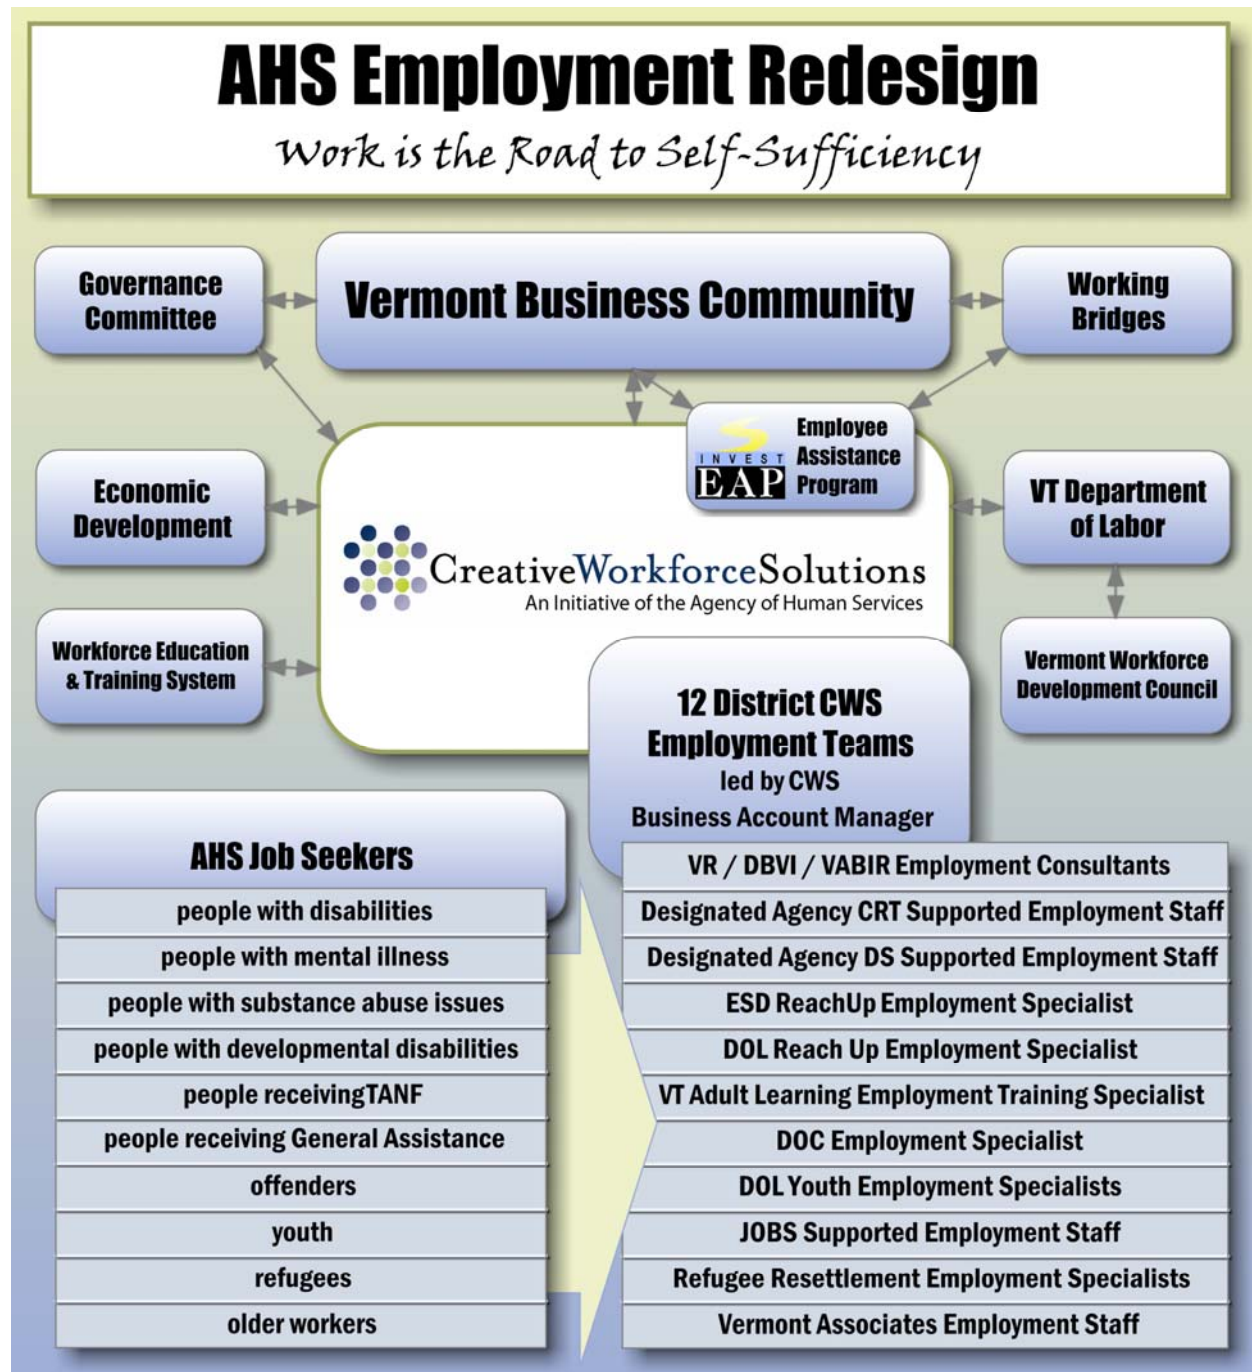 AHS Employment Redesign
Work is the Road to Self-Sufficiency
Governance
Committee
Vermont Business Community
Working
Bridges
INVEST
EAP
Employee
Assistance
Program
Economic
Development
VT Department
of Labor
CreativeWorkforceSolutions
An Initiative of the Agency of Human Services
Workforce Education
& Training System
Vermont Workforce
Development Council
12 District CWS
Employment Teams
led by CWS
Business Account Manager
AHS Job Seekers
people with disabilities
people with mental illness
people with substance abuse issues
people with developmental disabilities
people receivingTANF
people receiving General Assistance
offenders
youth
refugees
older workers
VR / DBVI / VABIR Employment Consultants
Designated Agency CRT Supported Employment Staff
Designated Agency DS Supported Employment Staff
ESD ReachUp Employment Specialist
DOL Reach Up Employment Specialist
VT Adult Learning Employment Training Specialist
DOC Employment Specialist
DOL Youth Employment Specialists
JOBS Supported Employment Staff
Refugee Resettlement Employment Specialists
Vermont Associates Employment Staff